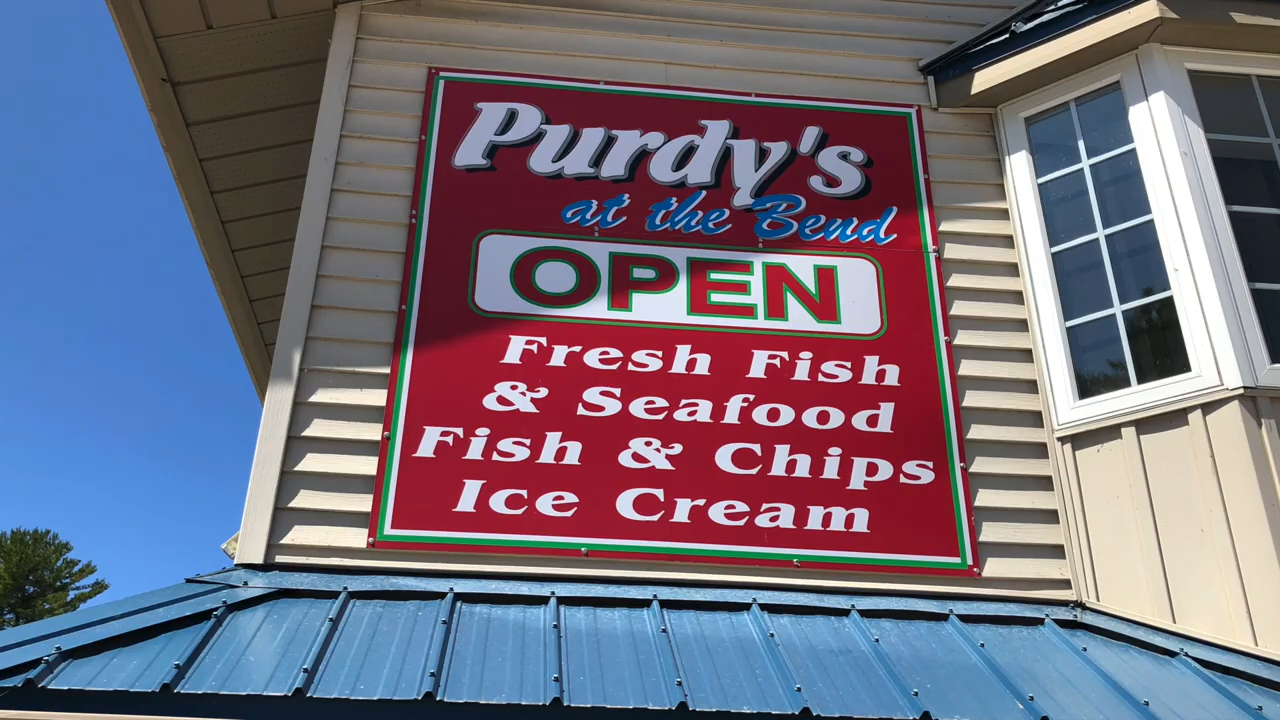 Purdy's
at the Bend
OPEN
Fresh Fish
& Seafood
Fish & Chips
Ice Cream